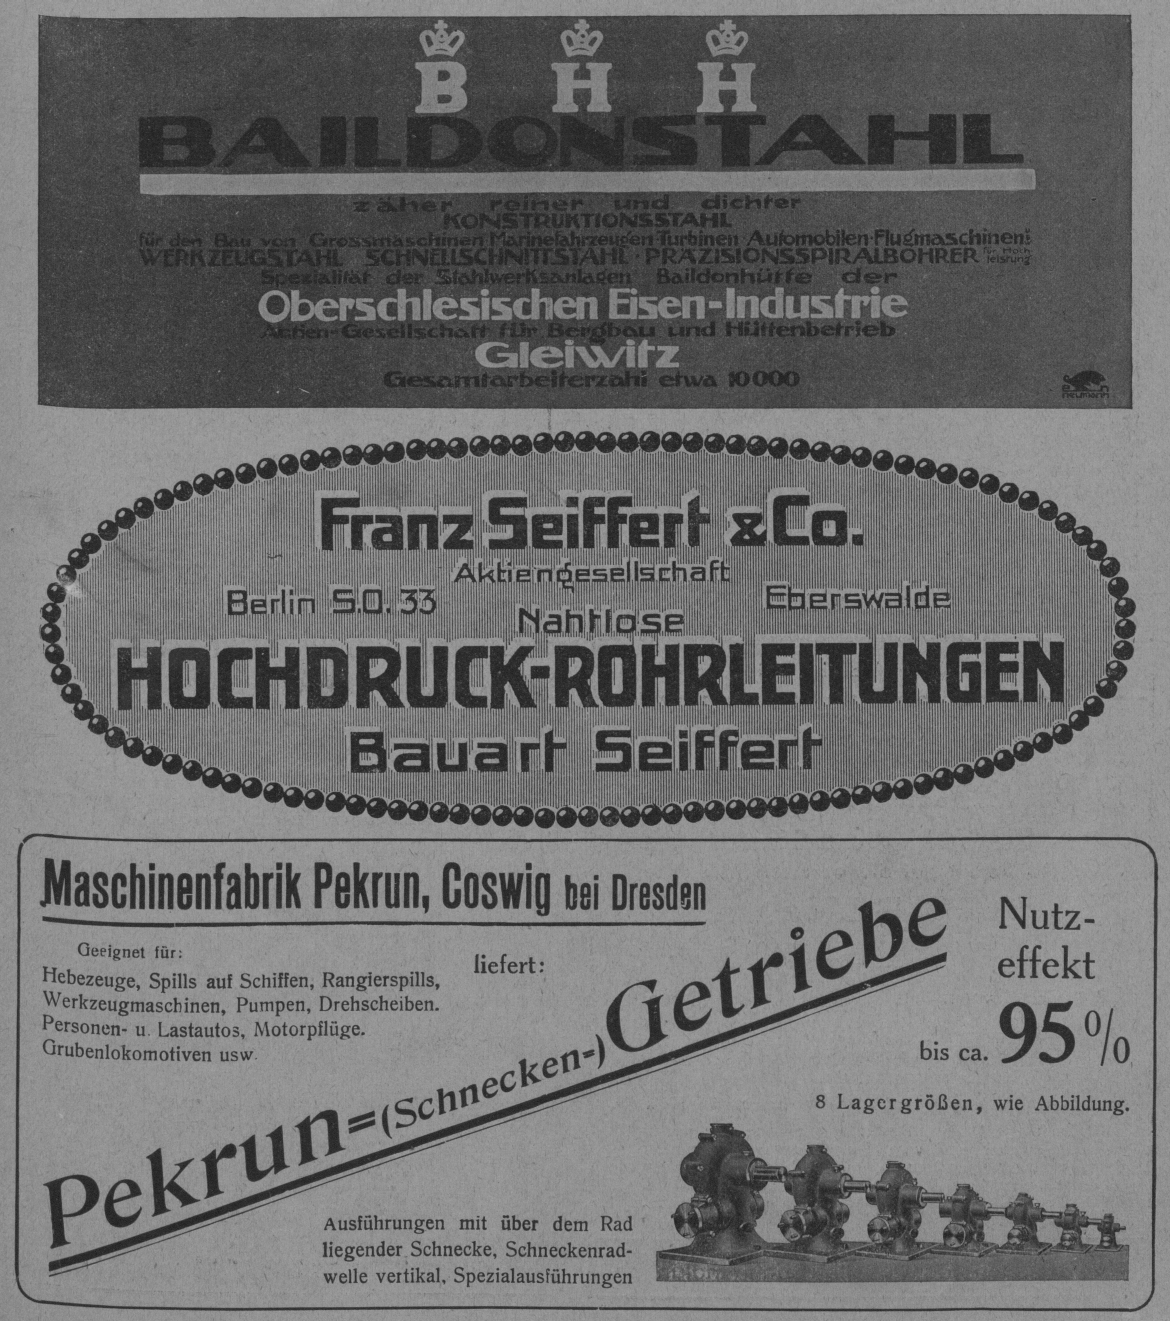 B H H
BAILDONSTAHL
zäher reiner und dichter
KONSTRUKTIONSSTAHL
für den Bau von Grossmaschinen Marinefahrzeugen Turbinen Automobilen Flugmaschinen
WERKZEUGSTAHL SCHNELLSCHNITTSTAHL · PRÄZISIONSSPIRALBOHRER
Spezialität der Stahlwerksanlagen Baildonhütte der
Oberschlesischen Eisen-Industrie
Aktien-Gesellschaft für Bergbau und Hüttenbetrieb
Gleiwitz
Gesamtarbeiterzahl etwa 10000
neumann
Franz Seiffert & Co.
Aktiengesellschaft
Berlin S.O. 33 Eberswalde
Nahtlose
HOCHDRUCK-ROHRLEITUNGEN
Bauart Seiffert
Maschinenfabrik Pekrun, Coswig bei Dresden
Geeignet für:
Hebezeuge, Spills auf Schiffen, Rangierspills,
Werkzeugmaschinen, Pumpen, Drehscheiben.
Personen- u. Lastautos, Motorpflüge.
Grubenlokomotiven usw.
liefert:
Pekrun=(Schnecken=)Getriebe
Nutz-
effekt
bis ca. 95%
8 Lagergrößen, wie Abbildung.
Ausführungen mit über dem Rad
liegender Schnecke, Schneckenrad-
welle vertikal, Spezialausführungen